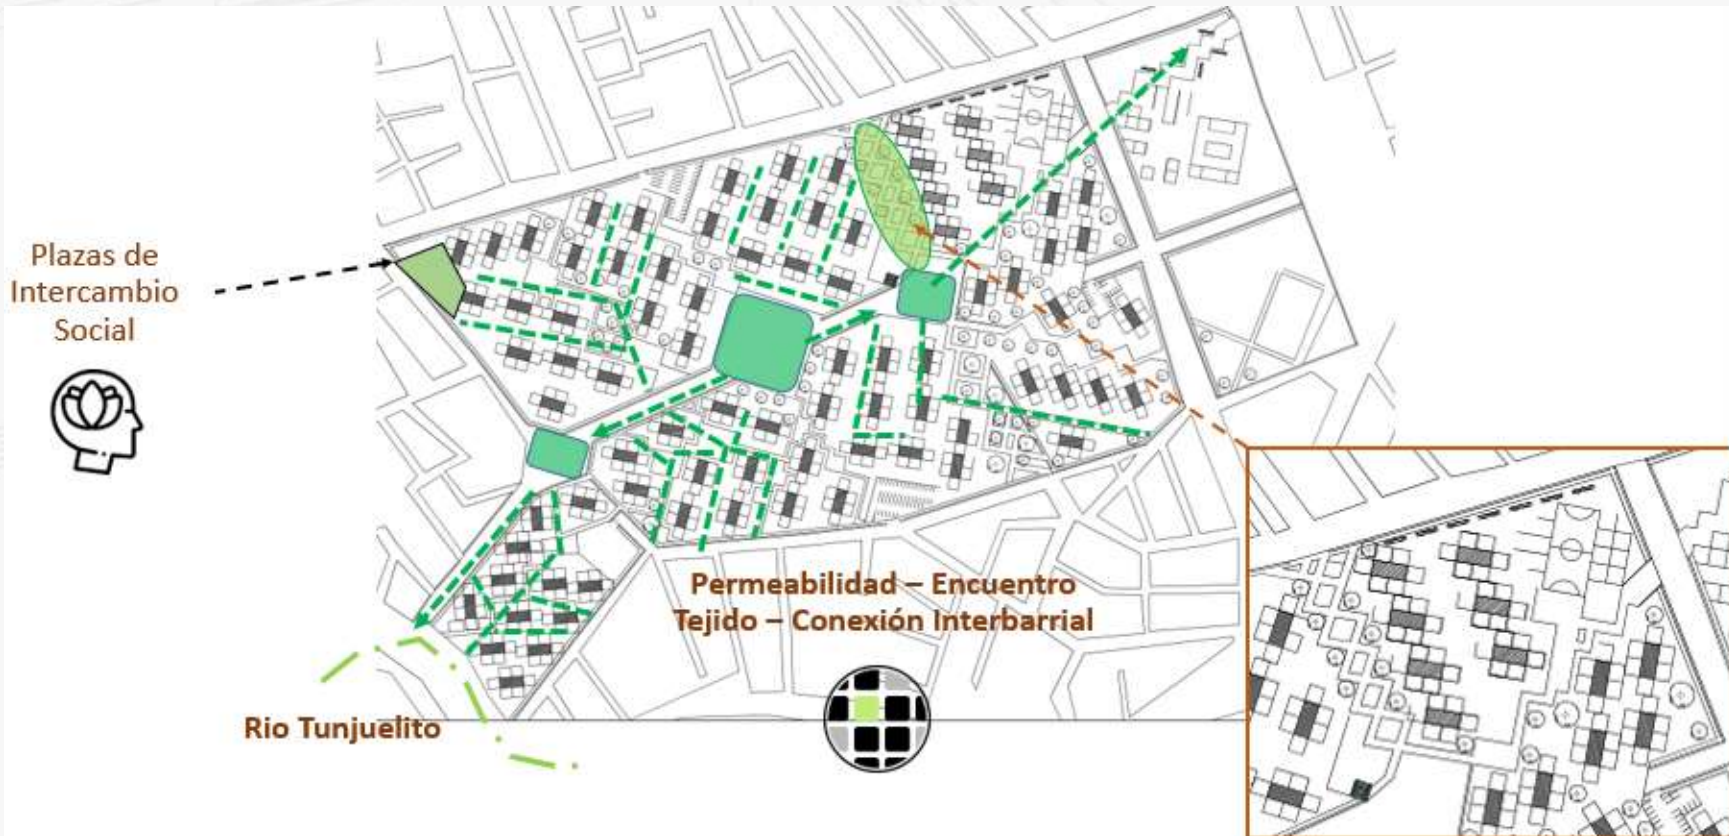 Plazas de
Intercambio
Social
Permeabilidad – Encuentro
Tejido – Conexión Interbarrial
Rio Tunjuelito